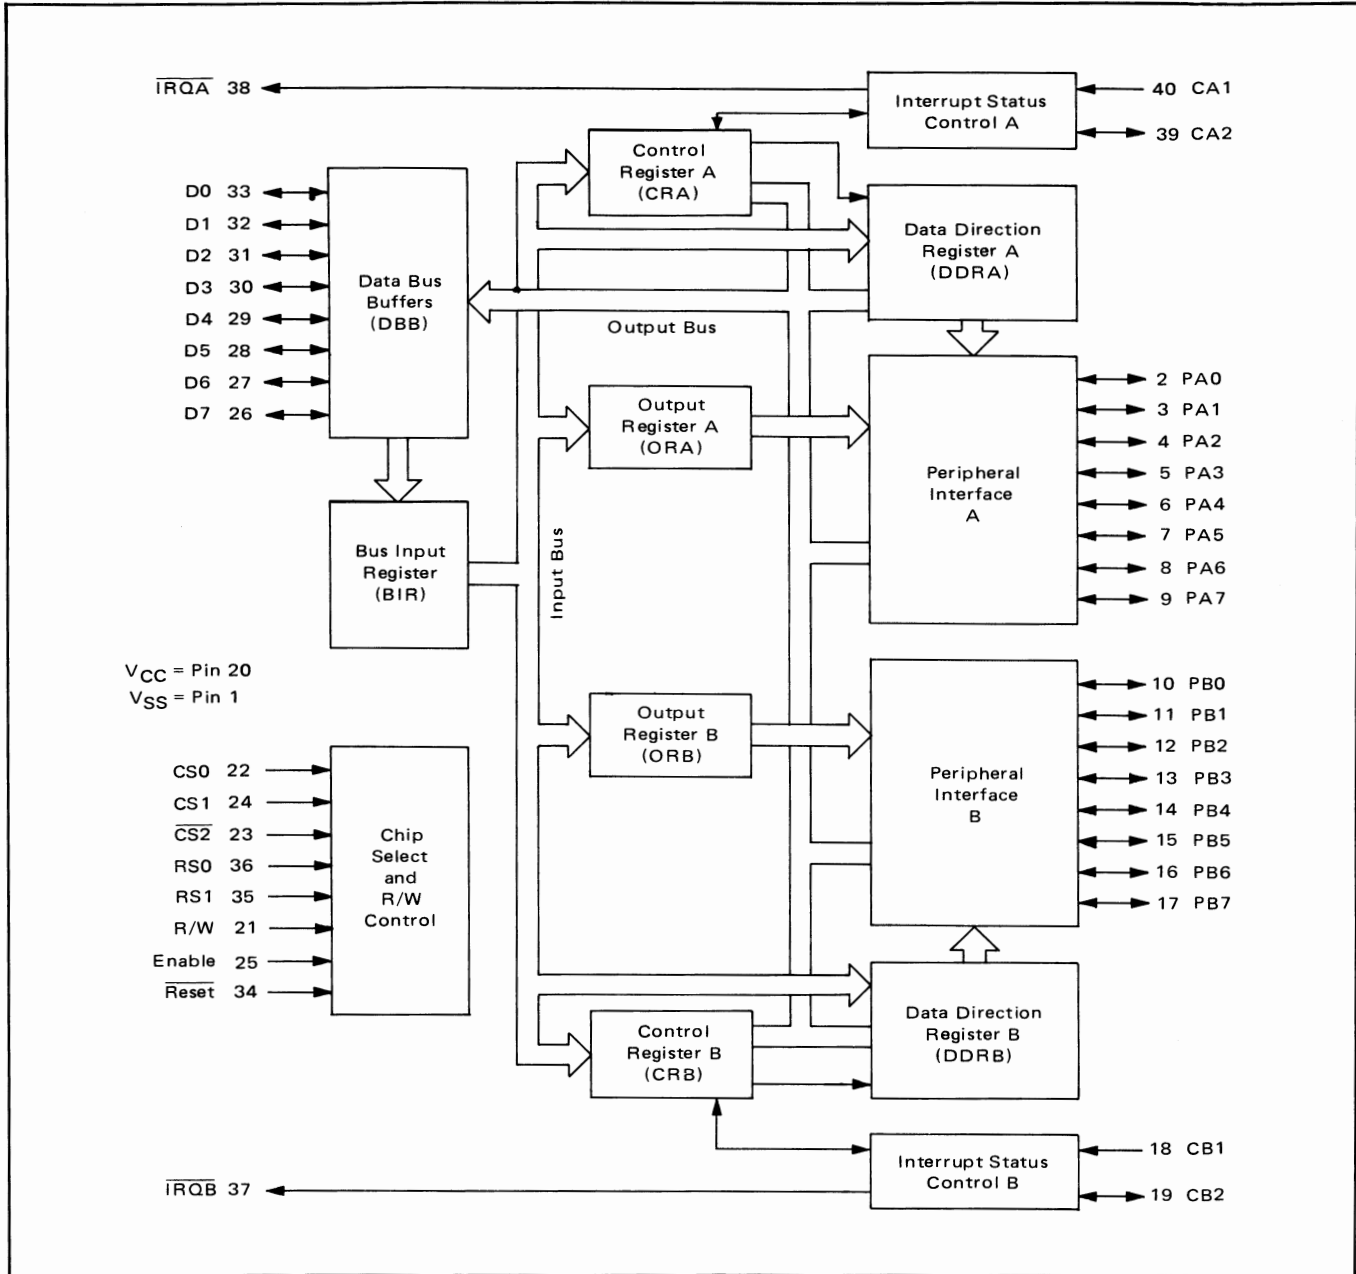 IRQA 38
Interrupt Status
Control A
40 CA1
39 CA2
Control
Register A
(CRA)
D0 33
D1 32
D2 31
D3 30
D4 29
D5 28
D6 27
D7 26
Data Bus
Buffers
(DBB)
Data Direction
Register A
(DDRA)
Output Bus
Output
Register A
(ORA)
Peripheral
Interface
A
2 PA0
3 PA1
4 PA2
5 PA3
6 PA4
7 PA5
8 PA6
9 PA7
Bus Input
Register
(BIR)
Input Bus
VCC = Pin 20
VSS = Pin 1
Output
Register B
(ORB)
Peripheral
Interface
B
10 PB0
11 PB1
12 PB2
13 PB3
14 PB4
15 PB5
16 PB6
17 PB7
CS0 22
CS1 24
CS2 23
RS0 36
RS1 35
R/W 21
Enable 25
Reset 34
Chip
Select
and
R/W
Control
Control
Register B
(CRB)
Data Direction
Register B
(DDRB)
Interrupt Status
Control B
18 CB1
19 CB2
IRQB 37